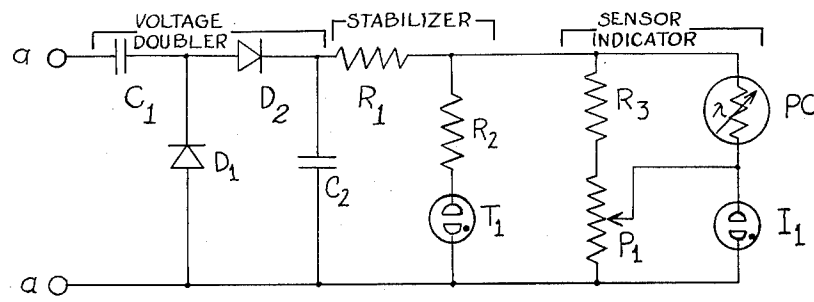 VOLTAGE DOUBLER
STABILIZER
SENSOR INDICATOR
a
C1
D2
R1
R2
R3
λ
PC
D1
C2
T1
P1
I1
a